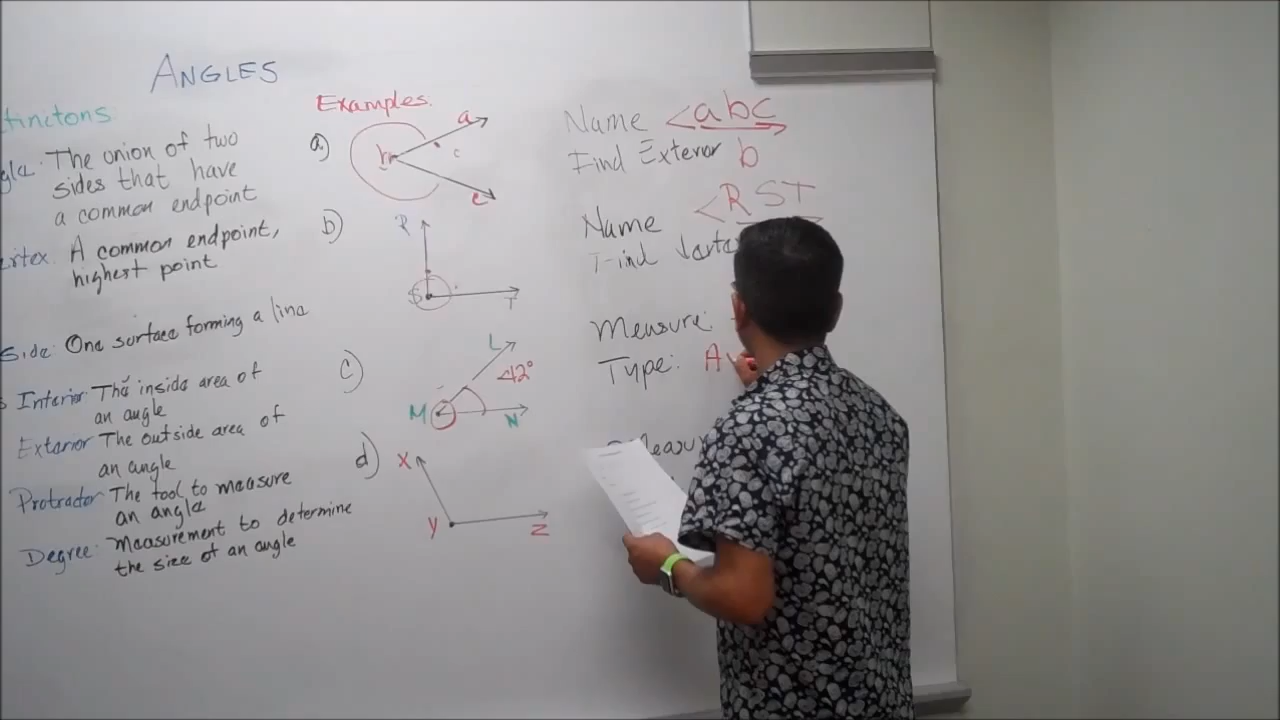 ANGLES
tinctons
The union of two
sides that have
a common endpoint
A common endpoint,
highest point
Side: One surface forming a line
Interior: The inside area of
an angle
Exterior The outside area of
an angle
Protractor The tool to measure
an angle
Degree: Measurement to determine
the size of an angle
Examples.
a)
a
b
c
c
b)
R
S
T
c)
L
<42°
M
N
d)
X
Y
Z
Name <abc
Find Exterior b
Name <RST
Find
Measure:
Type: A